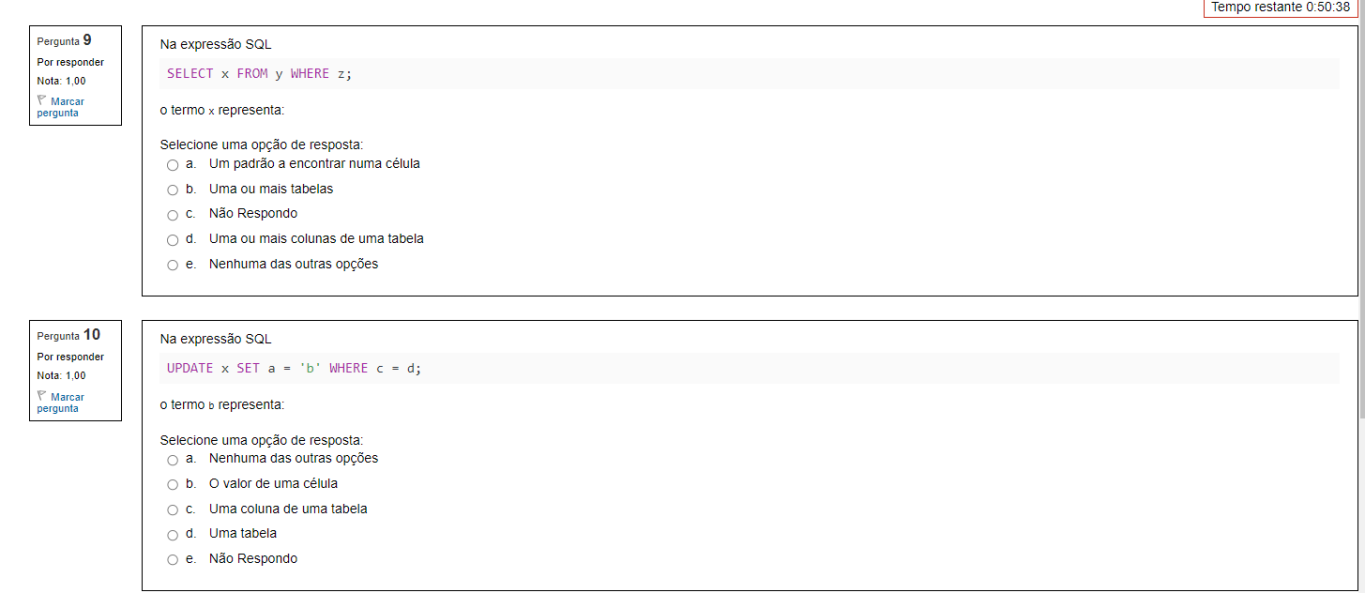 Tempo restante 0:50:38
Pergunta 9
Por responder
Nota: 1,00
Marcar
pergunta
Na expressão SQL
SELECT x FROM y WHERE z;
o termo x representa:
Selecione uma opção de resposta:
a. Um padrão a encontrar numa célula
b. Uma ou mais tabelas
c. Não Respondo
d. Uma ou mais colunas de uma tabela
e. Nenhuma das outras opções
Pergunta 10
Por responder
Nota: 1,00
Marcar
pergunta
Na expressão SQL
UPDATE x SET a = 'b' WHERE c = d;
o termo b representa:
Selecione uma opção de resposta:
a. Nenhuma das outras opções
b. O valor de uma célula
c. Uma coluna de uma tabela
d. Uma tabela
e. Não Respondo